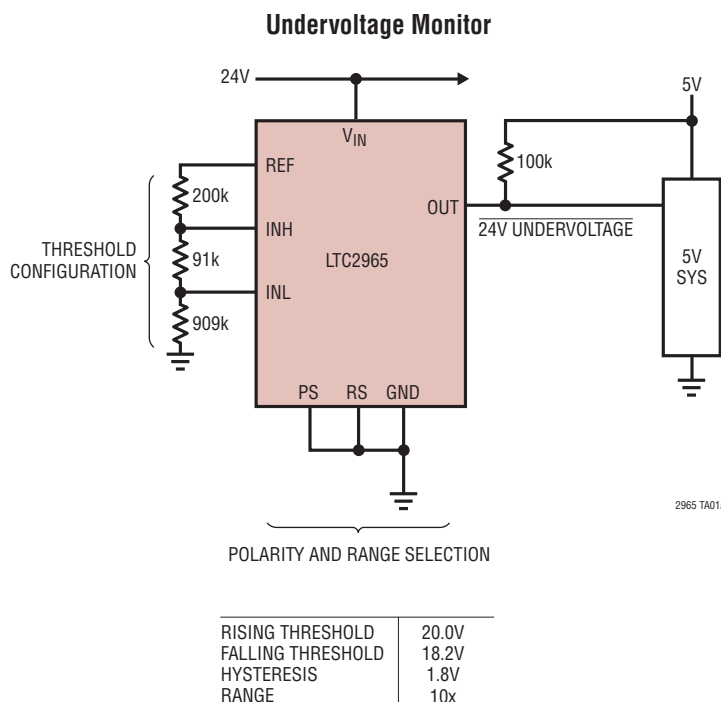 Undervoltage Monitor
24V
5V
VIN
REF
200k
100k
INH
OUT
24V UNDERVOLTAGE
THRESHOLD
CONFIGURATION
91k
LTC2965
5V
SYS
INL
909k
PS RS GND
2965 TA01
POLARITY AND RANGE SELECTION
RISING THRESHOLD 20.0V
FALLING THRESHOLD 18.2V
HYSTERESIS 1.8V
RANGE 10x